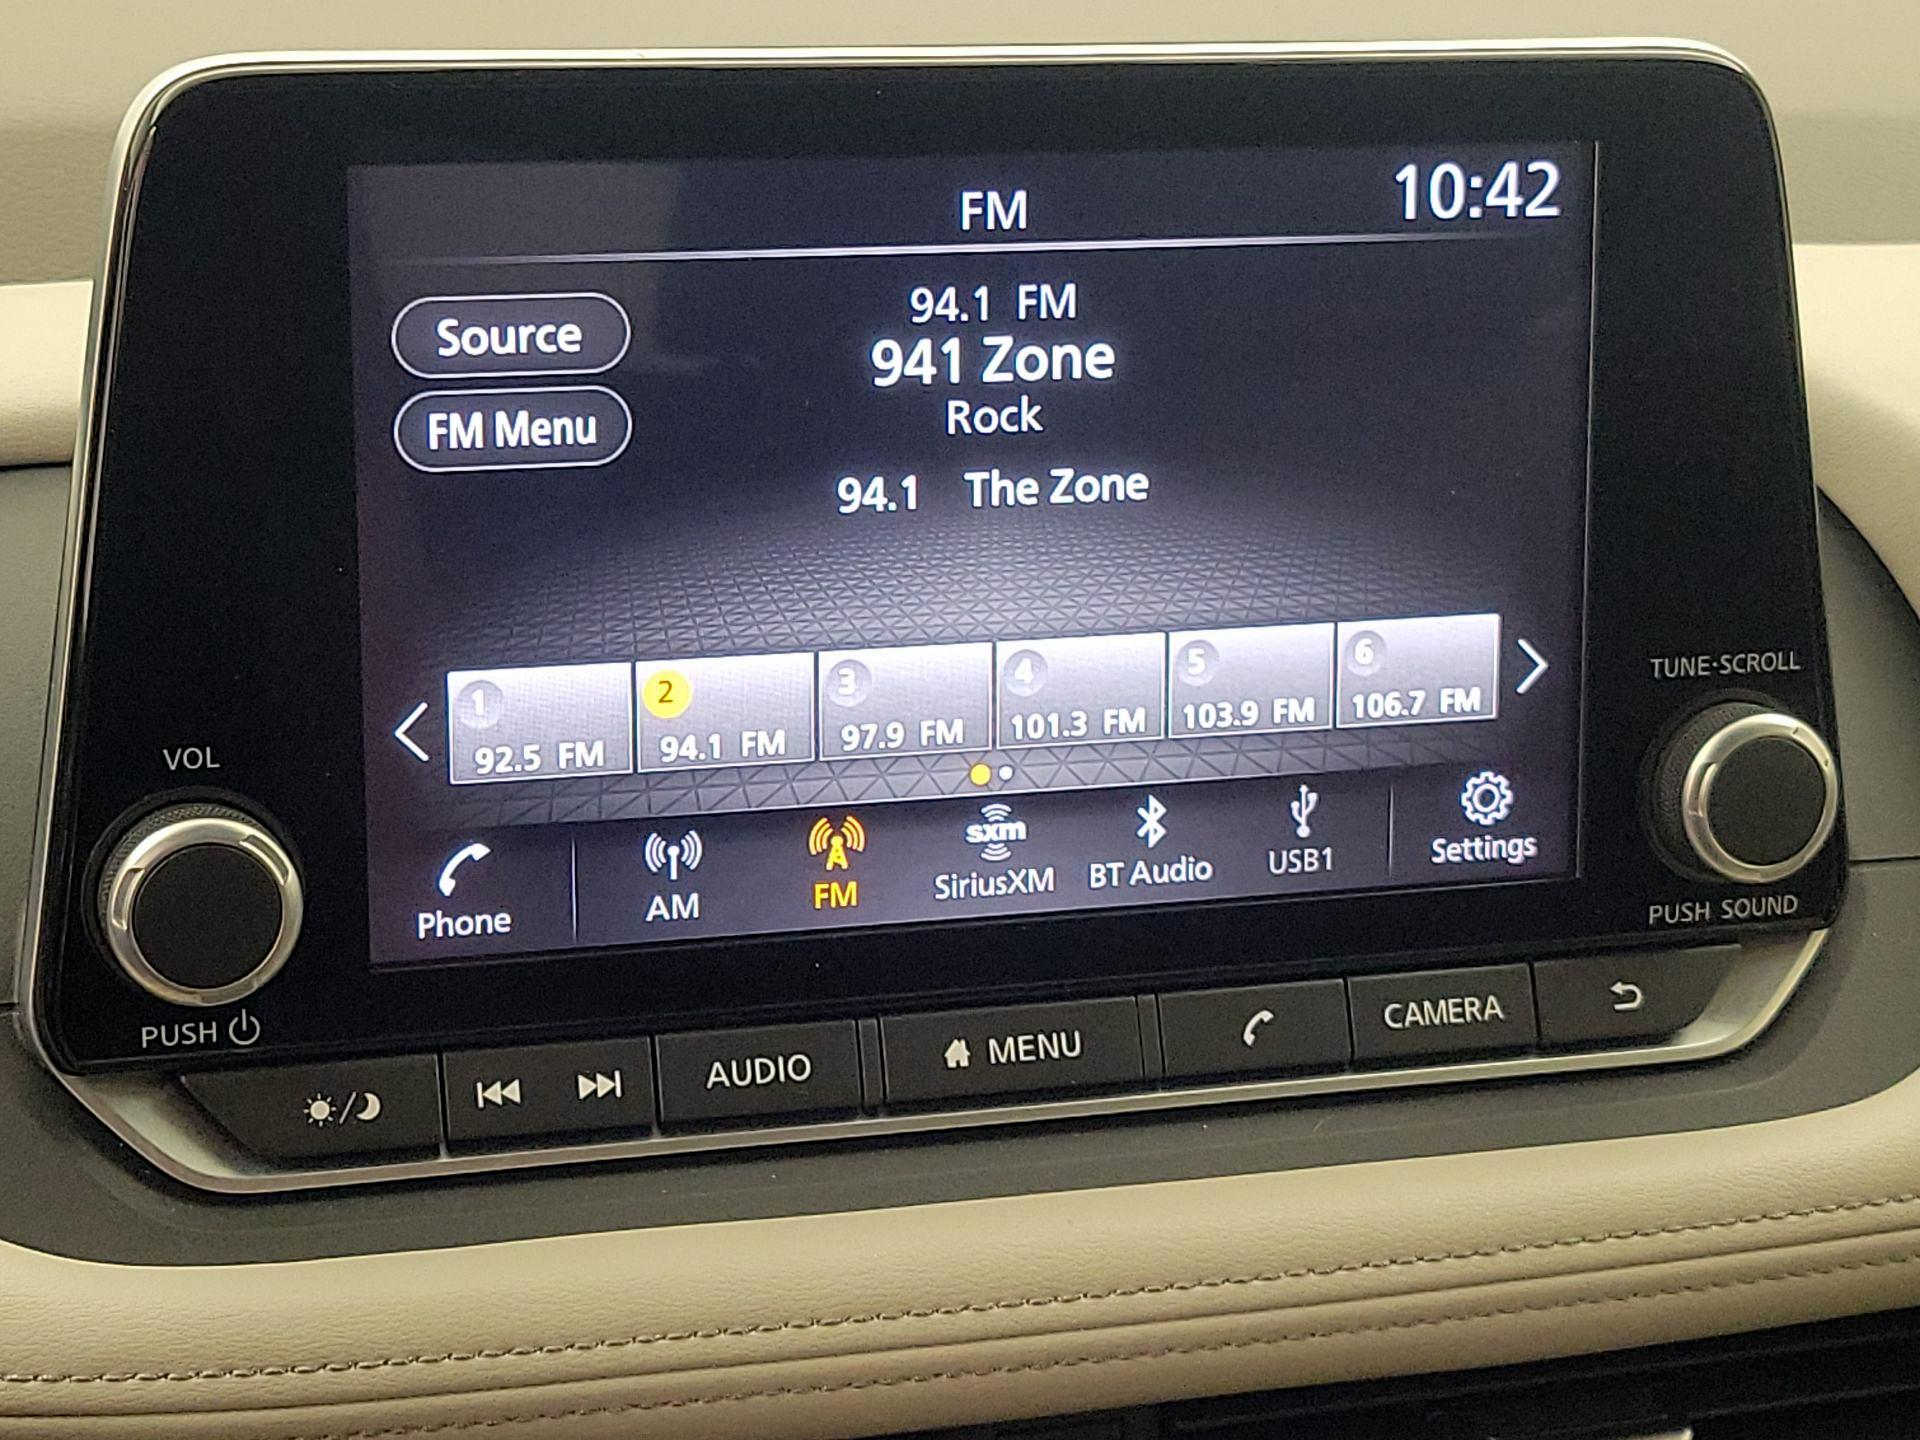 FM
10:42
Source
94.1 FM
941 Zone
FM Menu
Rock
94.1 The Zone
1
92.5 FM
2
94.1 FM
3
97.9 FM
4
101.3 FM
5
103.9 FM
6
106.7 FM
Phone
AM
FM
sxm
SiriusXM
BT Audio
USB1
Settings
VOL
PUSH
TUNE·SCROLL
PUSH SOUND
AUDIO
MENU
CAMERA